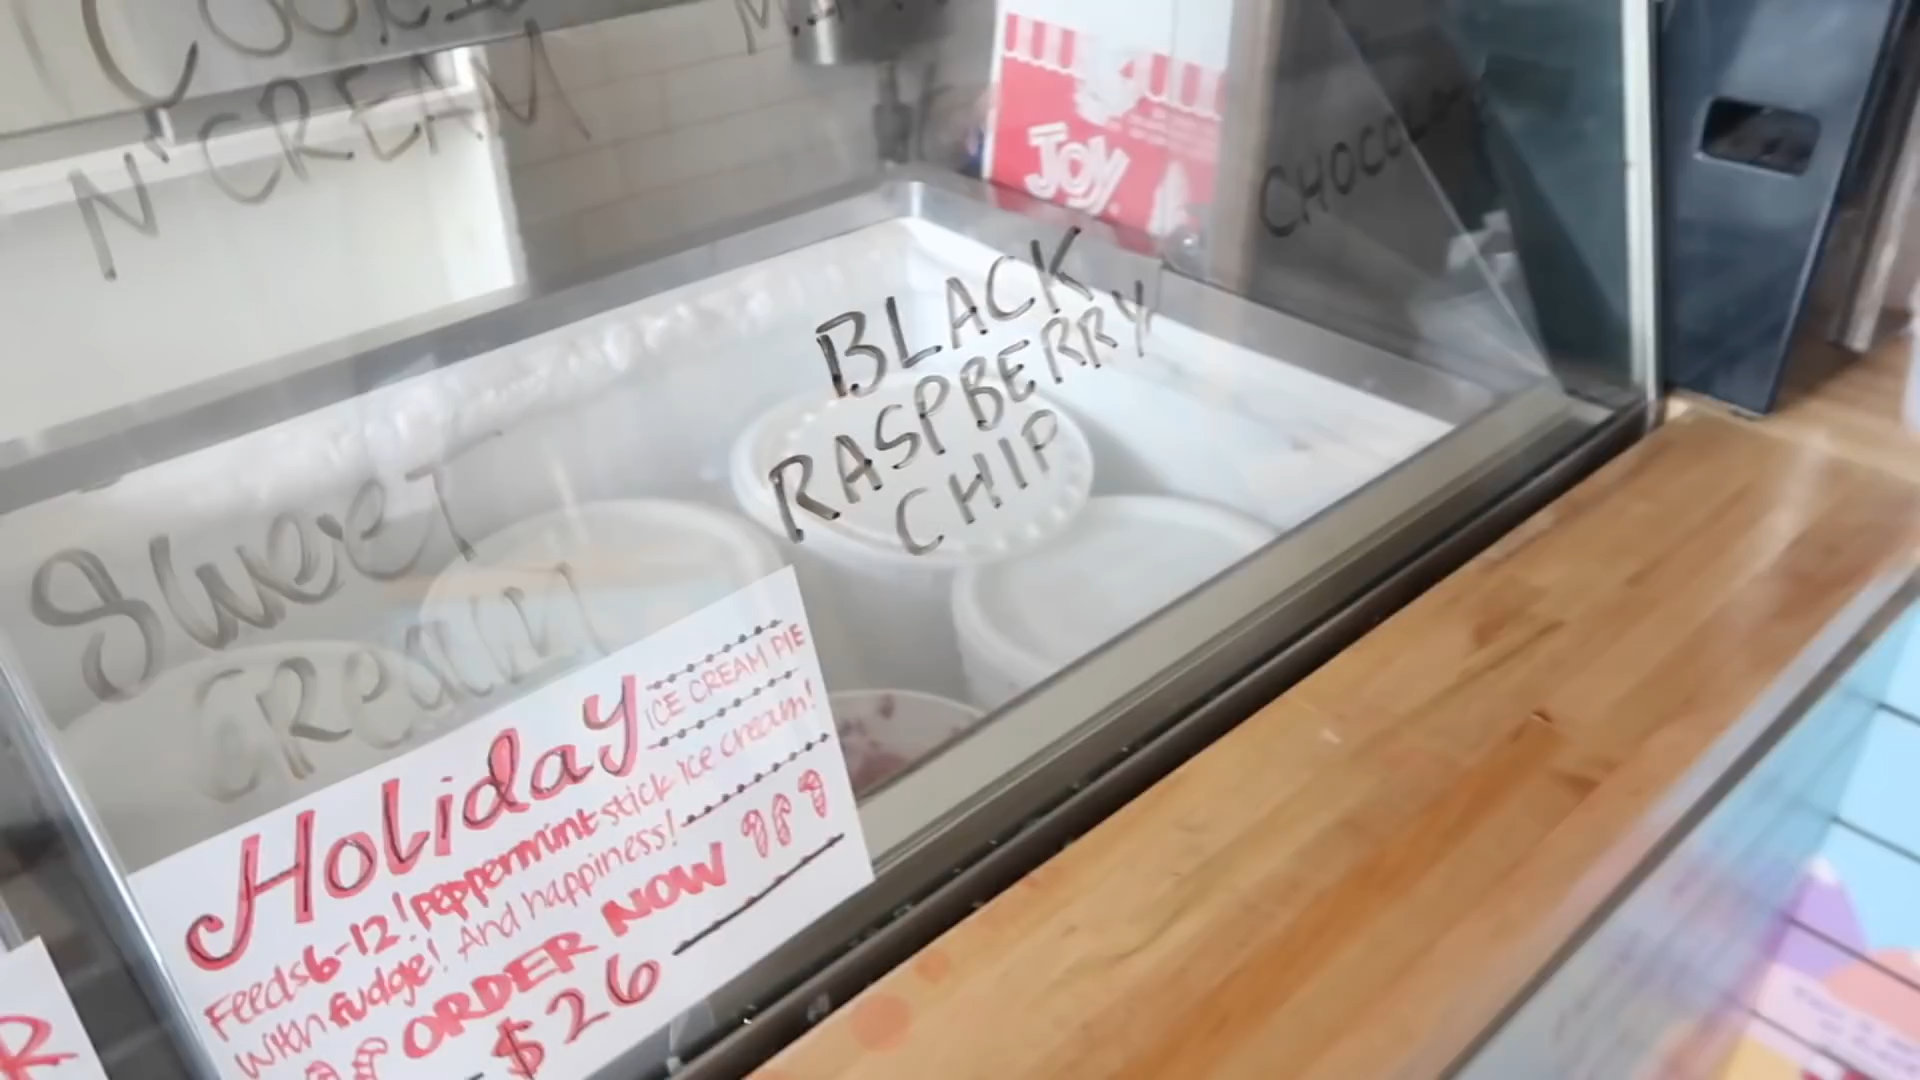 COOKIE
N' CREAM
JOY
CHOCOL
BLACK
RASPBERRY
CHIP
SWEET
CREAM
Holiday
ICE CREAM PIE
Feeds 6-12! peppermint stick ice cream!
with fudge! And happiness!
ORDER NOW
$26
R